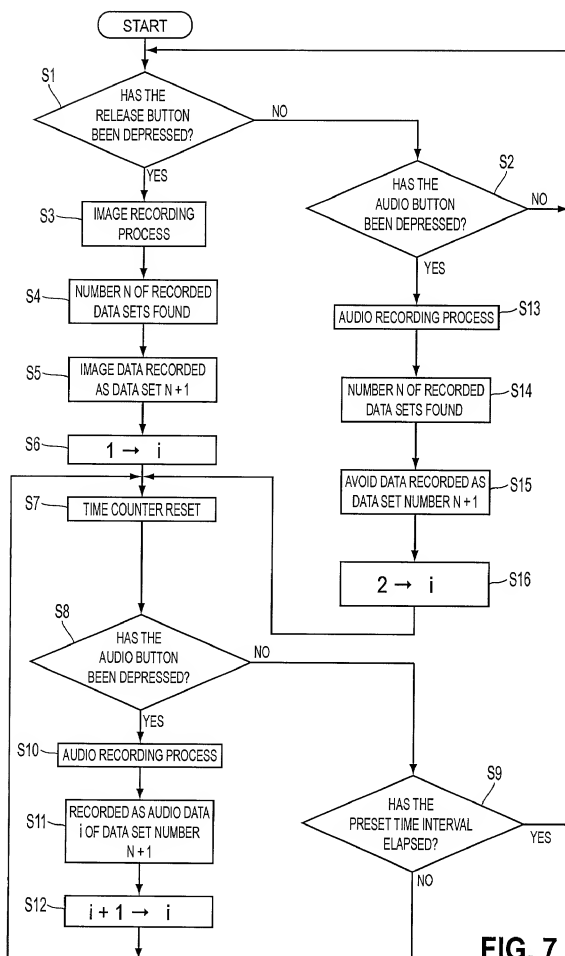 START
S1
HAS THE
RELEASE BUTTON
BEEN DEPRESSED?
NO
YES
S2
HAS THE
AUDIO BUTTON
BEEN DEPRESSED?
NO
YES
S3
IMAGE RECORDING
PROCESS
S4
NUMBER N OF RECORDED
DATA SETS FOUND
S5
IMAGE DATA RECORDED
AS DATA SET N + 1
S6
1 → i
S7
TIME COUNTER RESET
S13
AUDIO RECORDING PROCESS
S14
NUMBER N OF RECORDED
DATA SETS FOUND
S15
AVOID DATA RECORDED AS
DATA SET NUMBER N + 1
S16
2 → i
S8
HAS THE
AUDIO BUTTON
BEEN DEPRESSED?
NO
YES
S10
AUDIO RECORDING PROCESS
S11
RECORDED AS AUDIO DATA
i OF DATA SET NUMBER
N + 1
S12
i + 1 → i
S9
HAS THE
PRESET TIME INTERVAL
ELAPSED?
YES
NO
FIG. 7